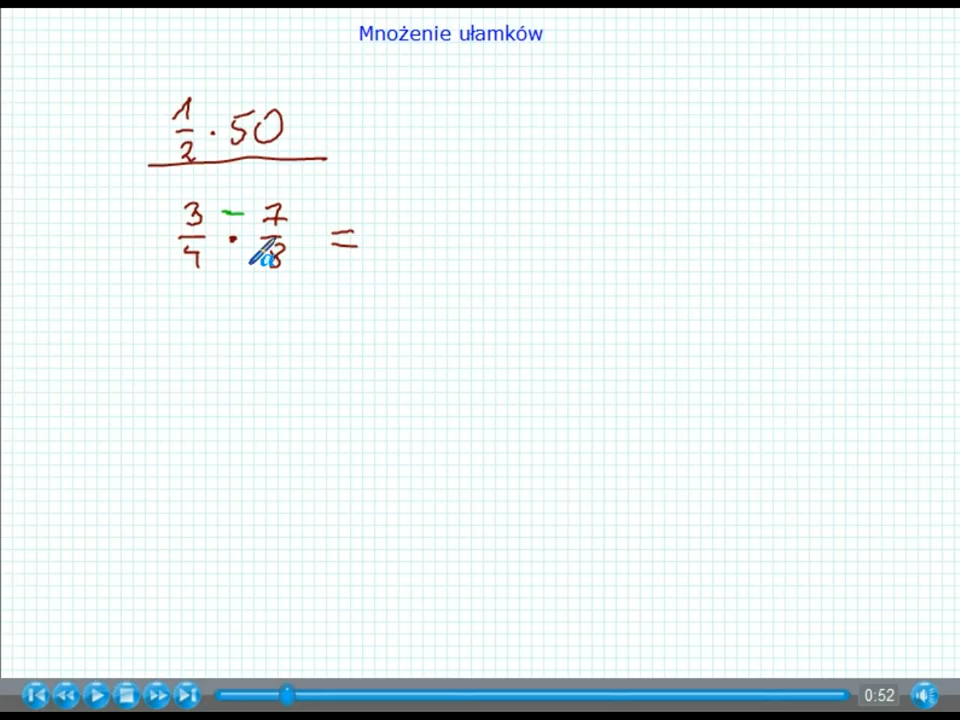 Mnożenie ułamków
1/2 · 50
3/4 · 7/8 =
0:52